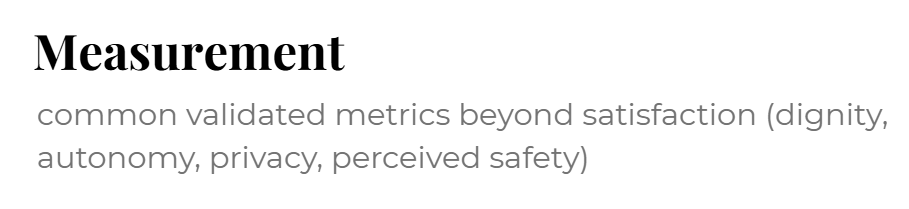 Measurement
common validated metrics beyond satisfaction (dignity,
autonomy, privacy, perceived safety)